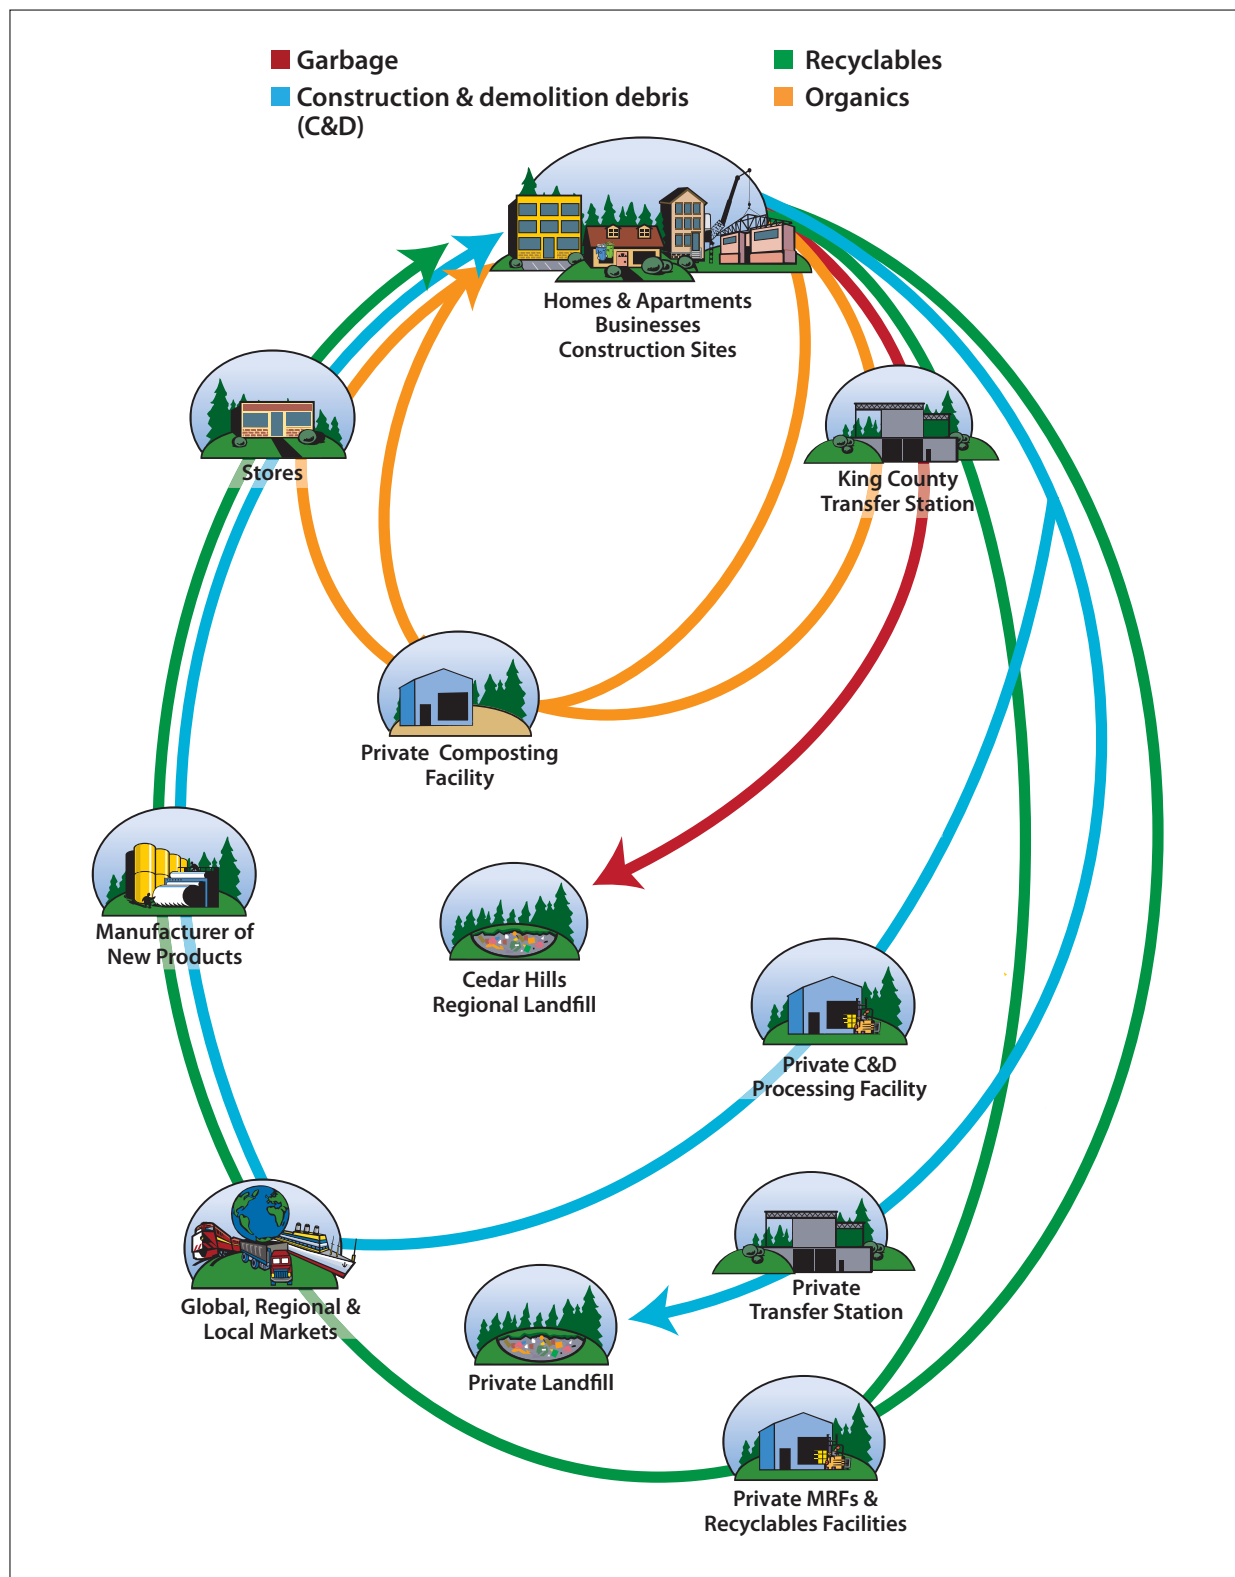 Garbage
Construction & demolition debris
(C&D)
Recyclables
Organics
Homes & Apartments
Businesses
Construction Sites
Stores
King County
Transfer Station
Private Composting
Facility
Manufacturer of
New Products
Cedar Hills
Regional Landfill
Private C&D
Processing Facility
Global, Regional &
Local Markets
Private
Transfer Station
Private Landfill
Private MRFs &
Recyclables Facilities